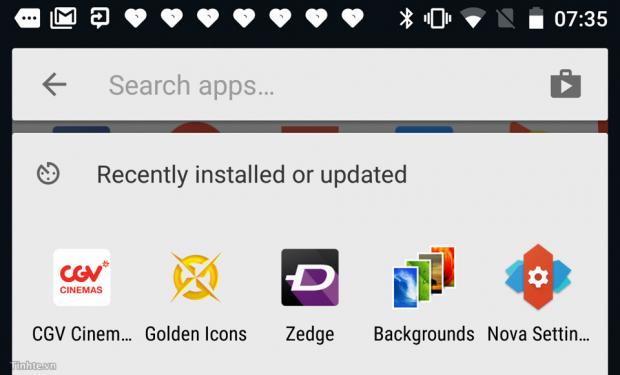 07:35
Search apps...
Recently installed or updated
CGV
CINEMAS
CGV Cinem... Golden Icons Zedge Backgrounds Nova Settin...
Tinhte.vn